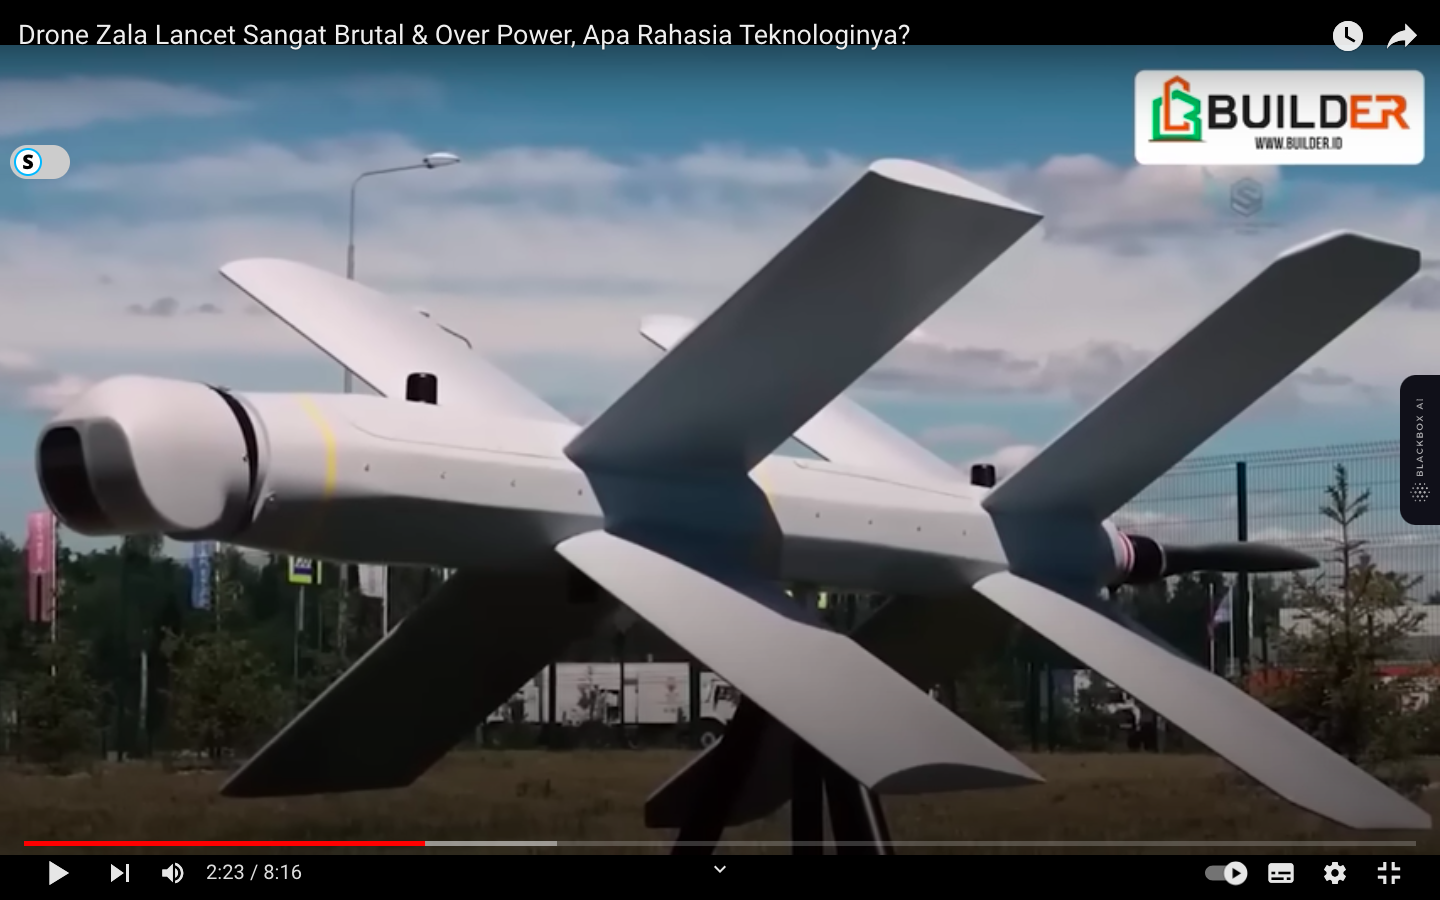 Drone Zala Lancet Sangat Brutal & Over Power, Apa Rahasia Teknologinya?
BUILDER
WWW.BUILDER.ID
S
BLACKBOX AI
2:23 / 8:16